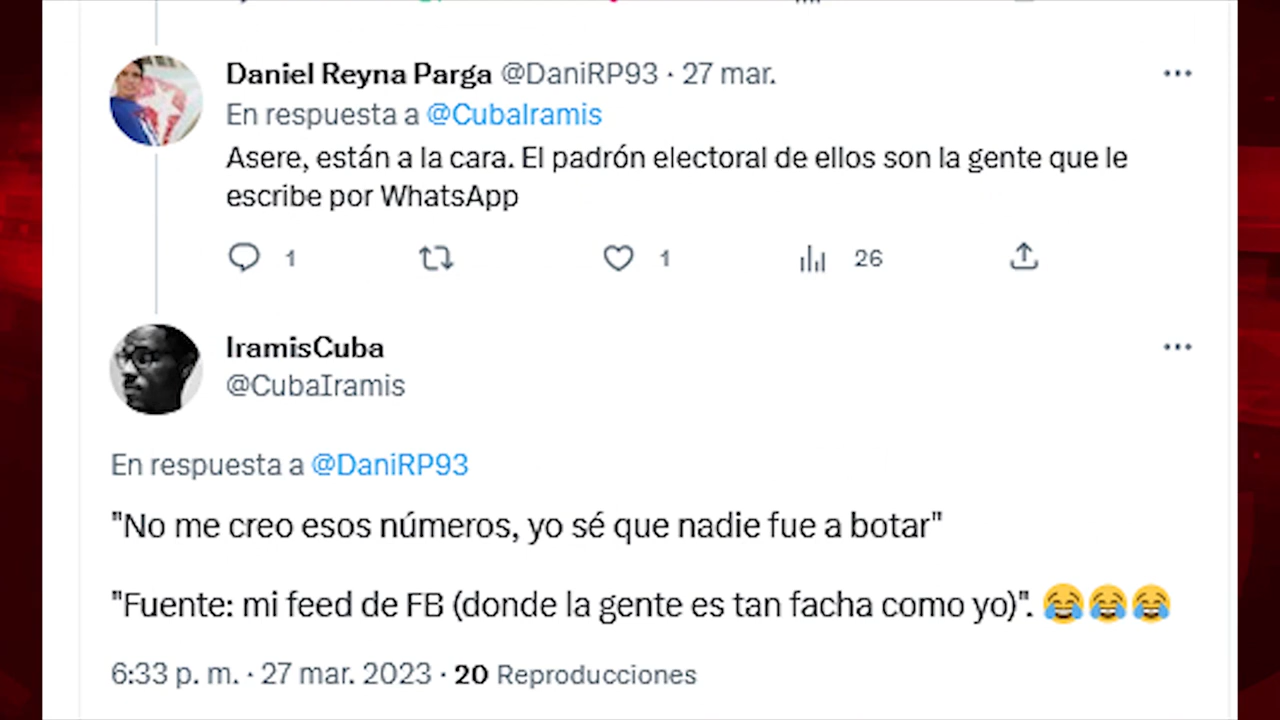 Daniel Reyna Parga @DaniRP93 · 27 mar.
En respuesta a @CubaIramis
Asere, están a la cara. El padrón electoral de ellos son la gente que le
escribe por WhatsApp
1 1 26
IramisCuba
@CubaIramis
En respuesta a @DaniRP93
"No me creo esos números, yo sé que nadie fue a botar"
"Fuente: mi feed de FB (donde la gente es tan facha como yo)". 😂😂😂
6:33 p. m. · 27 mar. 2023 · 20 Reproducciones